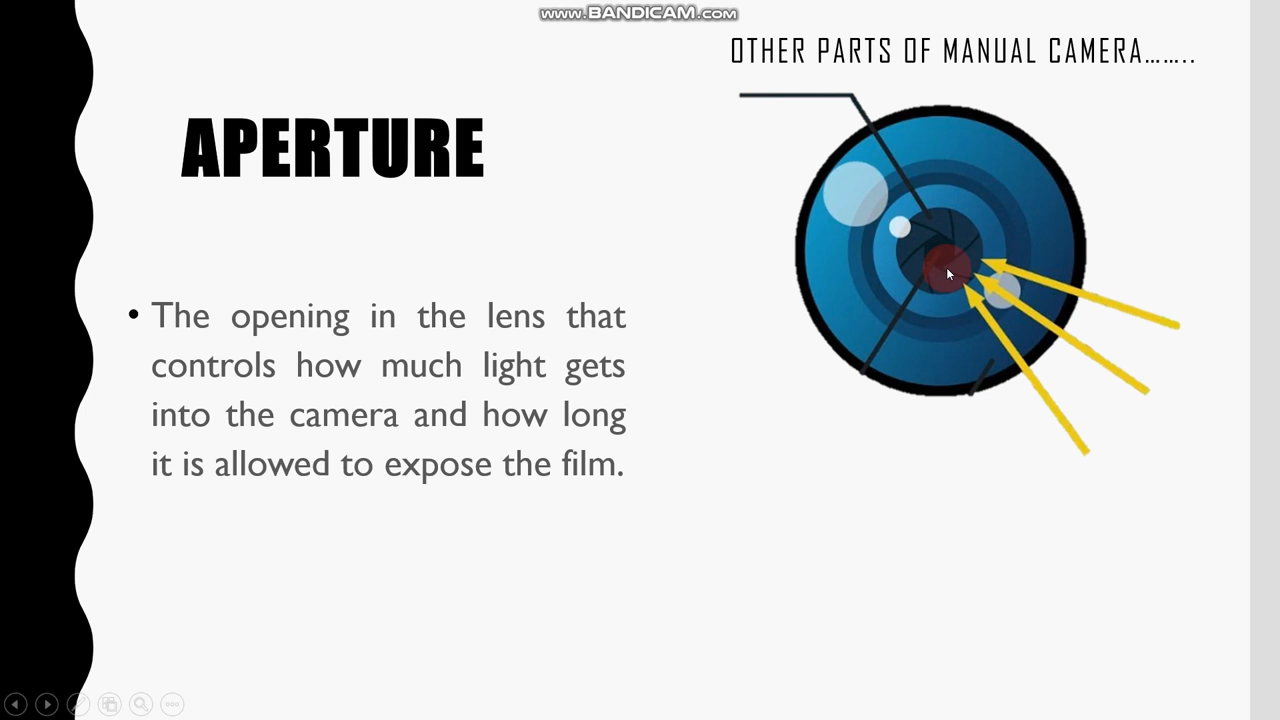 www.BANDICAM.com
OTHER PARTS OF MANUAL CAMERA........
APERTURE
• The opening in the lens that
controls how much light gets
into the camera and how long
it is allowed to expose the film.